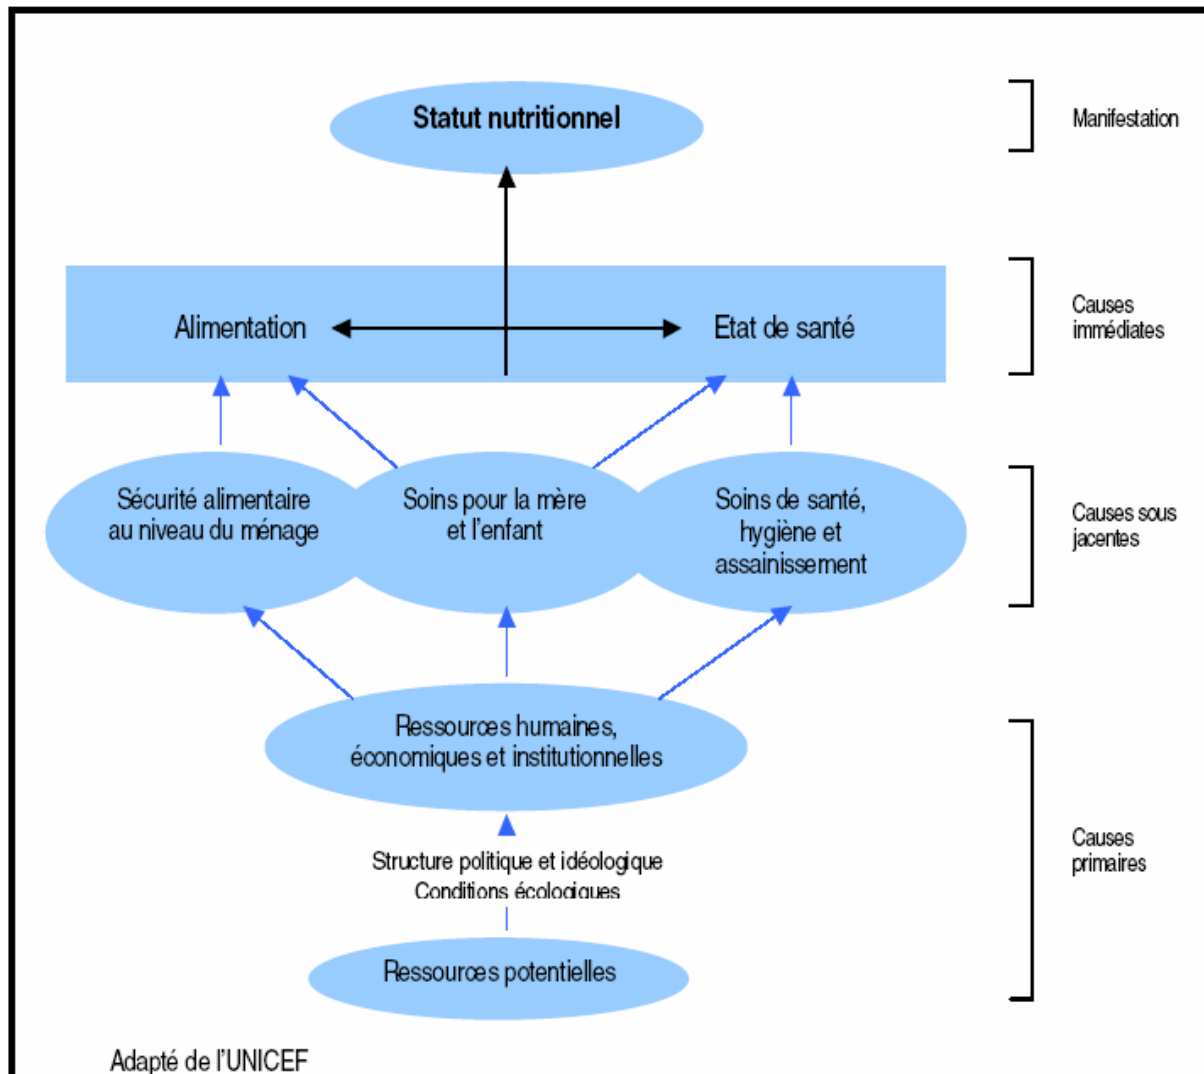 Statut nutritionnel
Manifestation
Alimentation
Etat de santé
Causes
immédiates
Sécurité alimentaire
au niveau du ménage
Soins pour la mère
et l'enfant
Soins de santé,
hygiène et
assainissement
Causes sous
jacentes
Ressources humaines,
économiques et institutionnelles
Structure politique et idéologique
Conditions écologiques
Causes
primaires
Ressources potentielles
Adapté de l'UNICEF